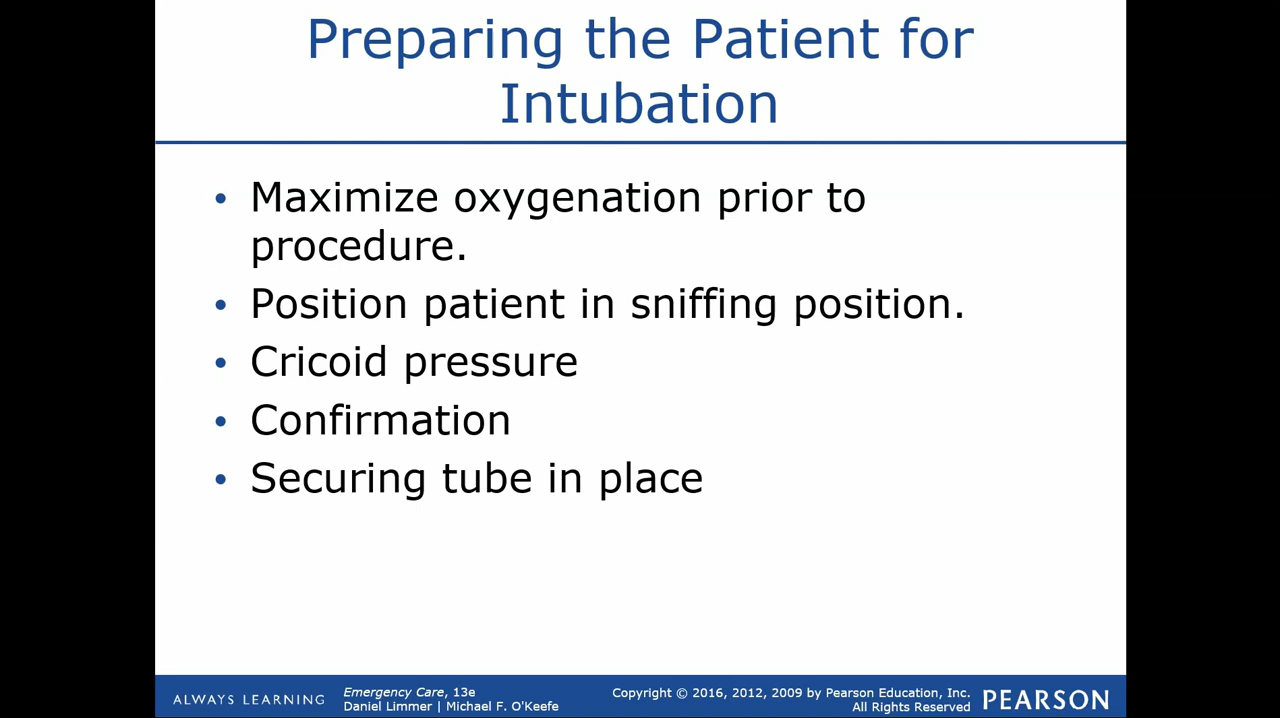 Preparing the Patient for
Intubation
• Maximize oxygenation prior to
procedure.
• Position patient in sniffing position.
• Cricoid pressure
• Confirmation
• Securing tube in place
ALWAYS LEARNING
Emergency Care, 13e
Daniel Limmer | Michael F. O'Keefe
Copyright © 2016, 2012, 2009 by Pearson Education, Inc.
All Rights Reserved
PEARSON